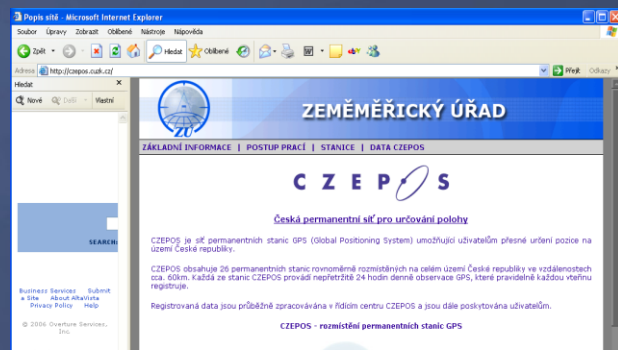 Popis sítě - Microsoft Internet Explorer
Soubor Úpravy Zobrazit Oblíbené Nástroje Nápověda
Zpět Hledat Oblíbené
Adresa http://czepos.cuzk.cz/ Přejít Odkazy
Hledat
Nové Další Vlastní
SEARCH
Business Services Submit
a Site About AltaVista
Privacy Policy Help
© 2006 Overture Services,
Inc.
ZÚ
ZEMĚMĚŘICKÝ ÚŘAD
ZÁKLADNÍ INFORMACE | POSTUP PRACÍ | STANICE | DATA CZEPOS
CZEPOS
Česká permanentní síť pro určování polohy
CZEPOS je síť permanentních stanic GPS (Global Positioning System) umožňující uživatelům přesné určení pozice na
území České republiky.
CZEPOS obsahuje 26 permanentních stanic rovnoměrně rozmístěných na celém území České republiky ve vzdálenostech
cca. 60km. Každá ze stanic CZEPOS provádí nepřetržitě 24 hodin denně observace GPS, které pravidelně každou vteřinu
registruje.
Registrovaná data jsou průběžně zpracovávána v řídícím centru CZEPOS a jsou dále poskytována uživatelům.
CZEPOS - rozmístění permanentních stanic GPS